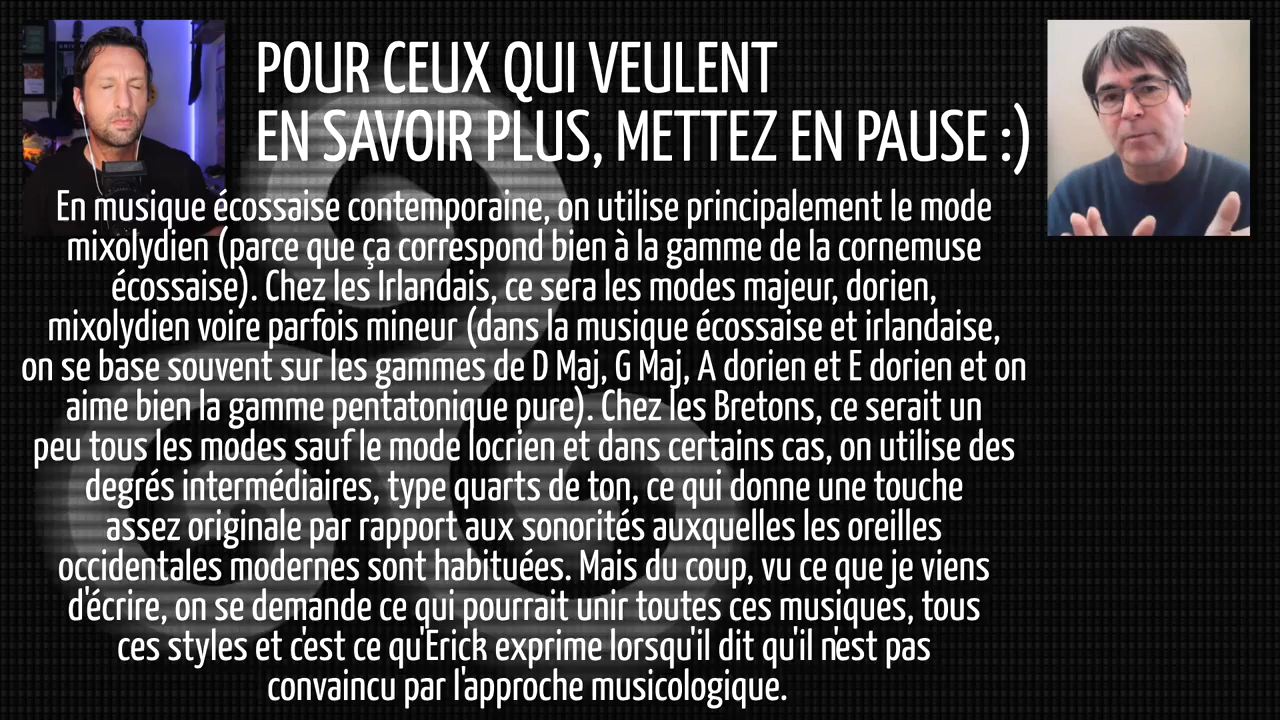 POUR CEUX QUI VEULENT
EN SAVOIR PLUS, METTEZ EN PAUSE :)
En musique écossaise contemporaine, on utilise principalement le mode
mixolydien (parce que ça correspond bien à la gamme de la cornemuse
écossaise). Chez les Irlandais, ce sera les modes majeur, dorien,
mixolydien voire parfois mineur (dans la musique écossaise et irlandaise,
on se base souvent sur les gammes de D Maj, G Maj, A dorien et E dorien et on
aime bien la gamme pentatonique pure). Chez les Bretons, ce serait un
peu tous les modes sauf le mode locrien et dans certains cas, on utilise des
degrés intermédiaires, type quarts de ton, ce qui donne une touche
assez originale par rapport aux sonorités auxquelles les oreilles
occidentales modernes sont habituées. Mais du coup, vu ce que je viens
d'écrire, on se demande ce qui pourrait unir toutes ces musiques, tous
ces styles et c'est ce qu'Erick exprime lorsqu'il dit qu'il n'est pas
convaincu par l'approche musicologique.